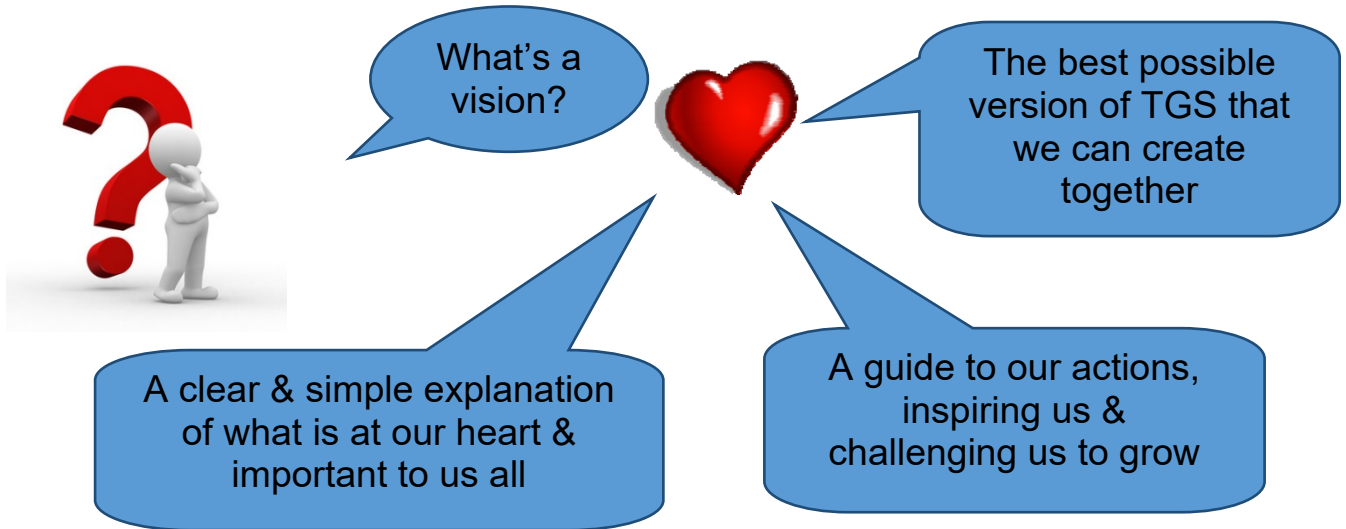 What’s a
vision?
The best possible
version of TGS that
we can create
together
A clear & simple explanation
of what is at our heart &
important to us all
A guide to our actions,
inspiring us &
challenging us to grow